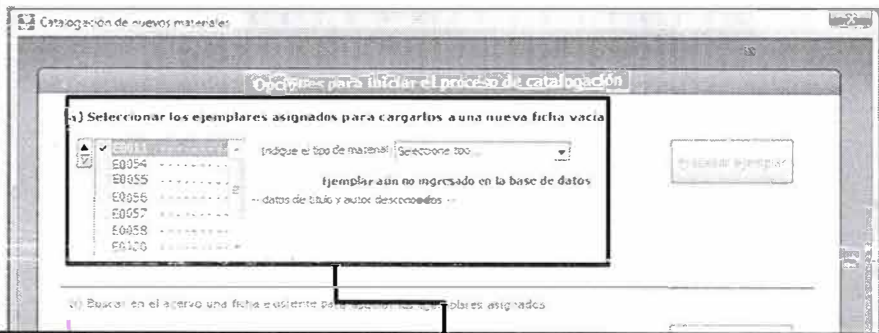 Catalogación de nuevos materiales
Opciones para iniciar el proceso de catalogación
a) Seleccionar los ejemplares asignados para cargarlos a una nueva ficha vacía
Indique el tipo de material Seleccione tipo...
E0054
E0055
Ejemplar aún no ingresado en la base de datos
E0056
-- datos de título y autor desconocidos --
E0057
E0058
b) Buscar en el acervo una ficha existente para asociar los ejemplares asignados